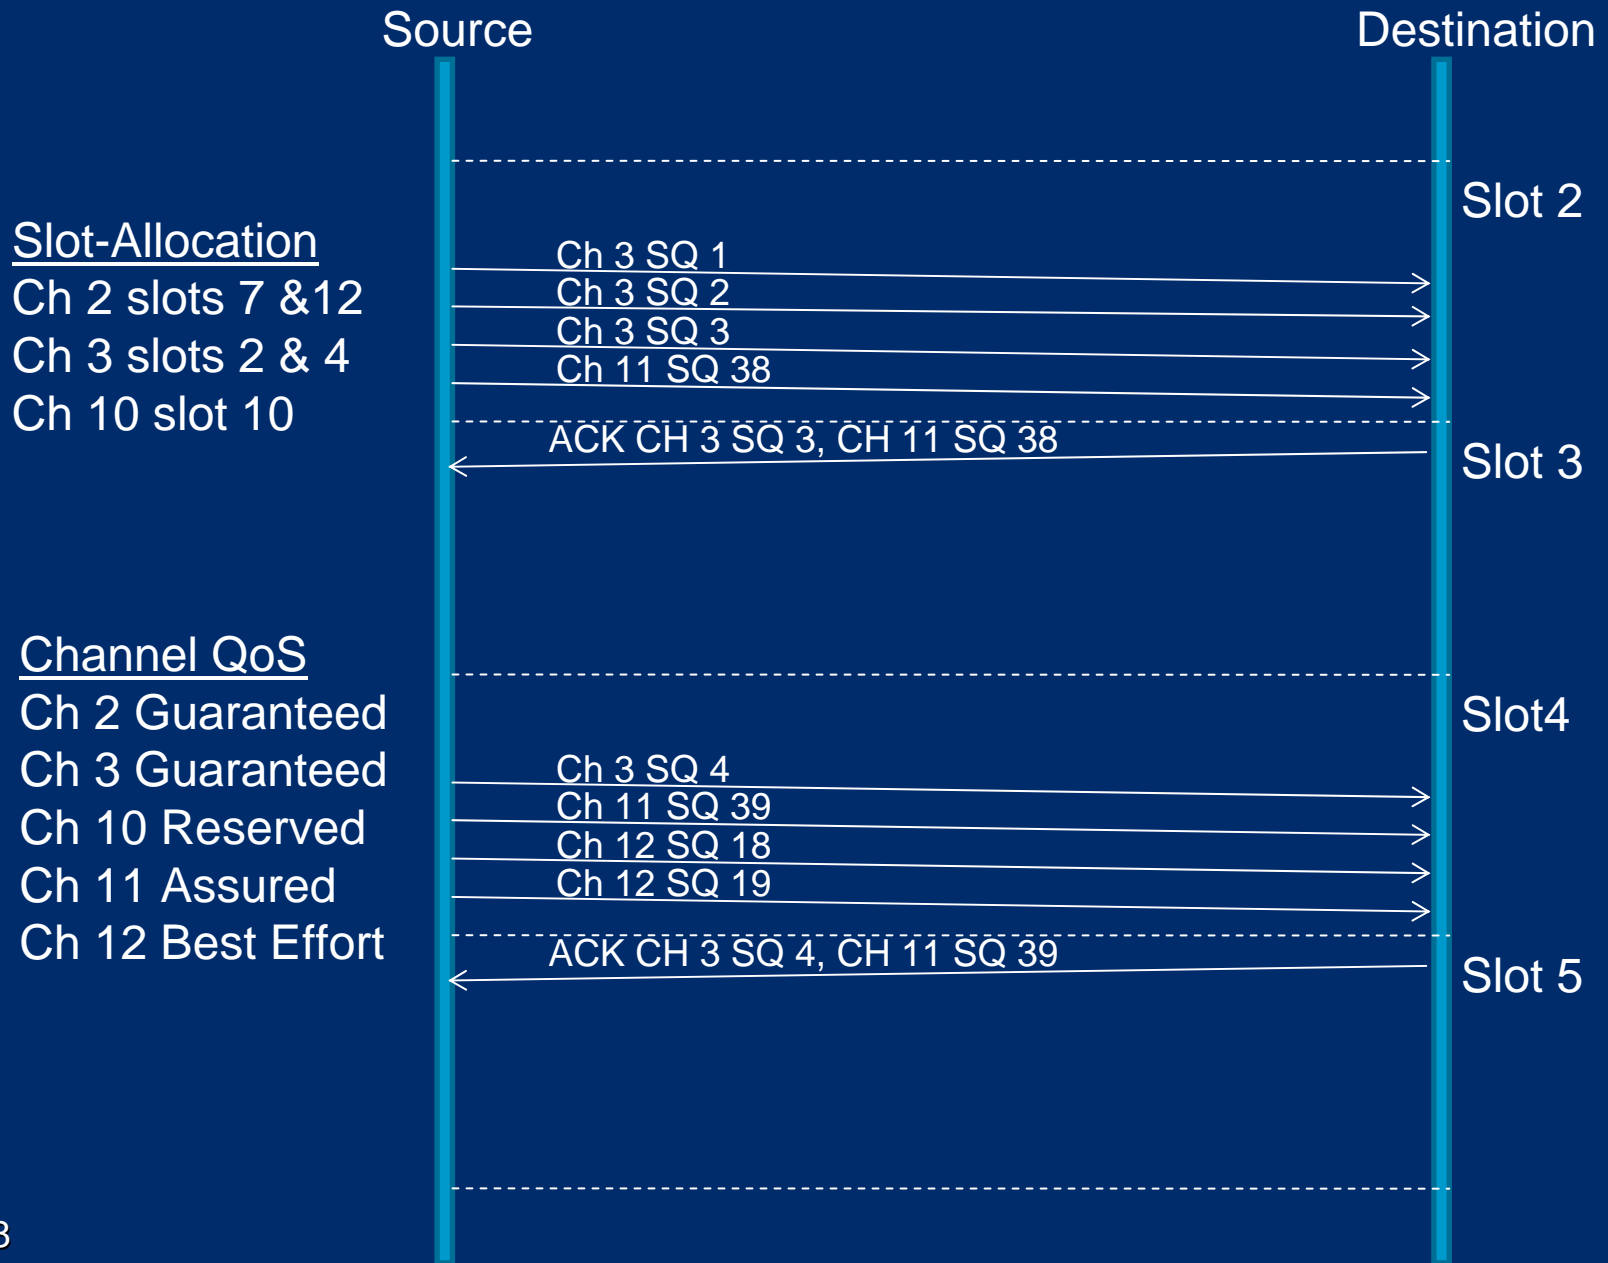 Source
Destination
Slot 2
Slot-Allocation
Ch 2 slots 7 &12
Ch 3 slots 2 & 4
Ch 10 slot 10
Ch 3 SQ 1
Ch 3 SQ 2
Ch 3 SQ 3
Ch 11 SQ 38
ACK CH 3 SQ 3, CH 11 SQ 38
Slot 3
Channel QoS
Ch 2 Guaranteed
Ch 3 Guaranteed
Ch 10 Reserved
Ch 11 Assured
Ch 12 Best Effort
Slot4
Ch 3 SQ 4
Ch 11 SQ 39
Ch 12 SQ 18
Ch 12 SQ 19
ACK CH 3 SQ 4, CH 11 SQ 39
Slot 5